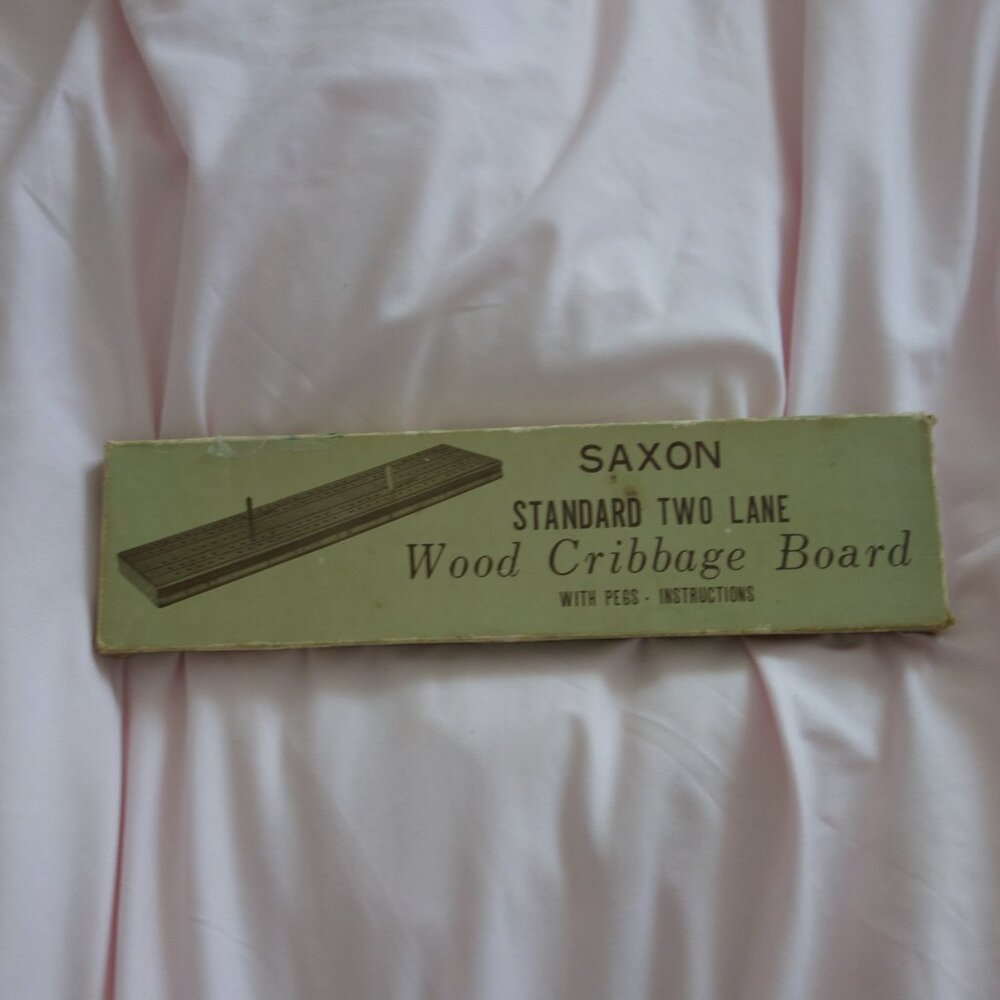 SAXON
STANDARD TWO LANE
Wood Cribbage Board
WITH PEGS - INSTRUCTIONS